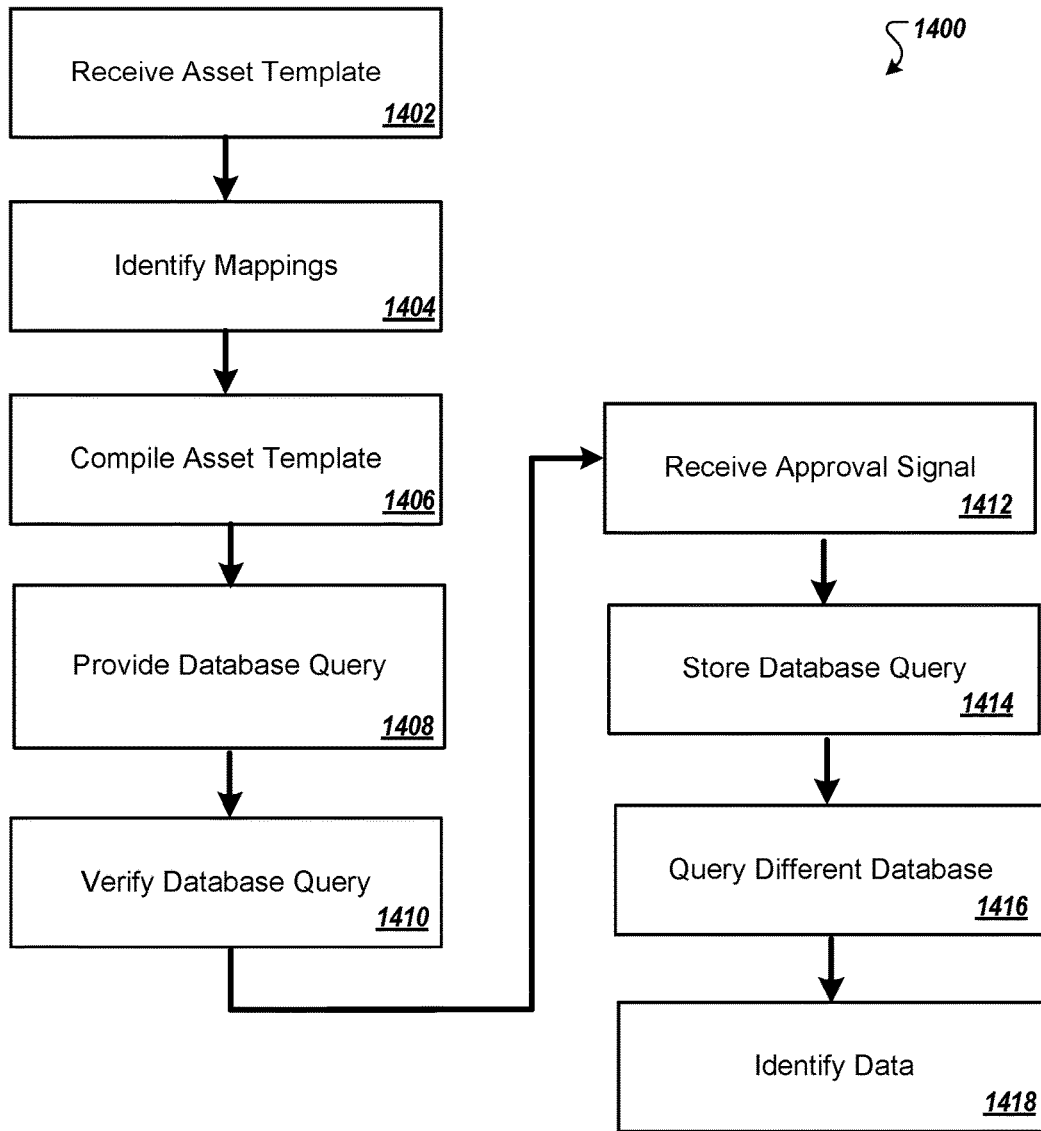 1400
Receive Asset Template
1402
Identify Mappings
1404
Compile Asset Template
1406
Provide Database Query
1408
Verify Database Query
1410
Receive Approval Signal
1412
Store Database Query
1414
Query Different Database
1416
Identify Data
1418